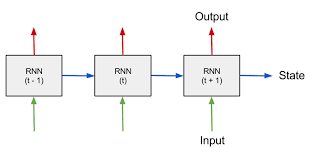 Output
RNN
(t - 1)
RNN
(t)
RNN
(t + 1)
State
Input